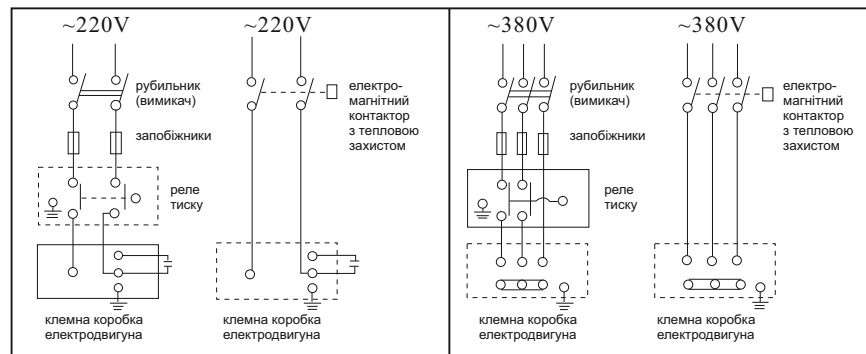 ~220V
~220V
рубильник
(вимикач)
запобіжники
електро-
магнітний
контактор
з тепловою
захистом
реле
тиску
клемна коробка
електродвигуна
клемна коробка
електродвигуна
~380V
~380V
рубильник
(вимикач)
запобіжники
електро-
магнітний
контактор
з тепловою
захистом
реле
тиску
клемна коробка
електродвигуна
клемна коробка
електродвигуна